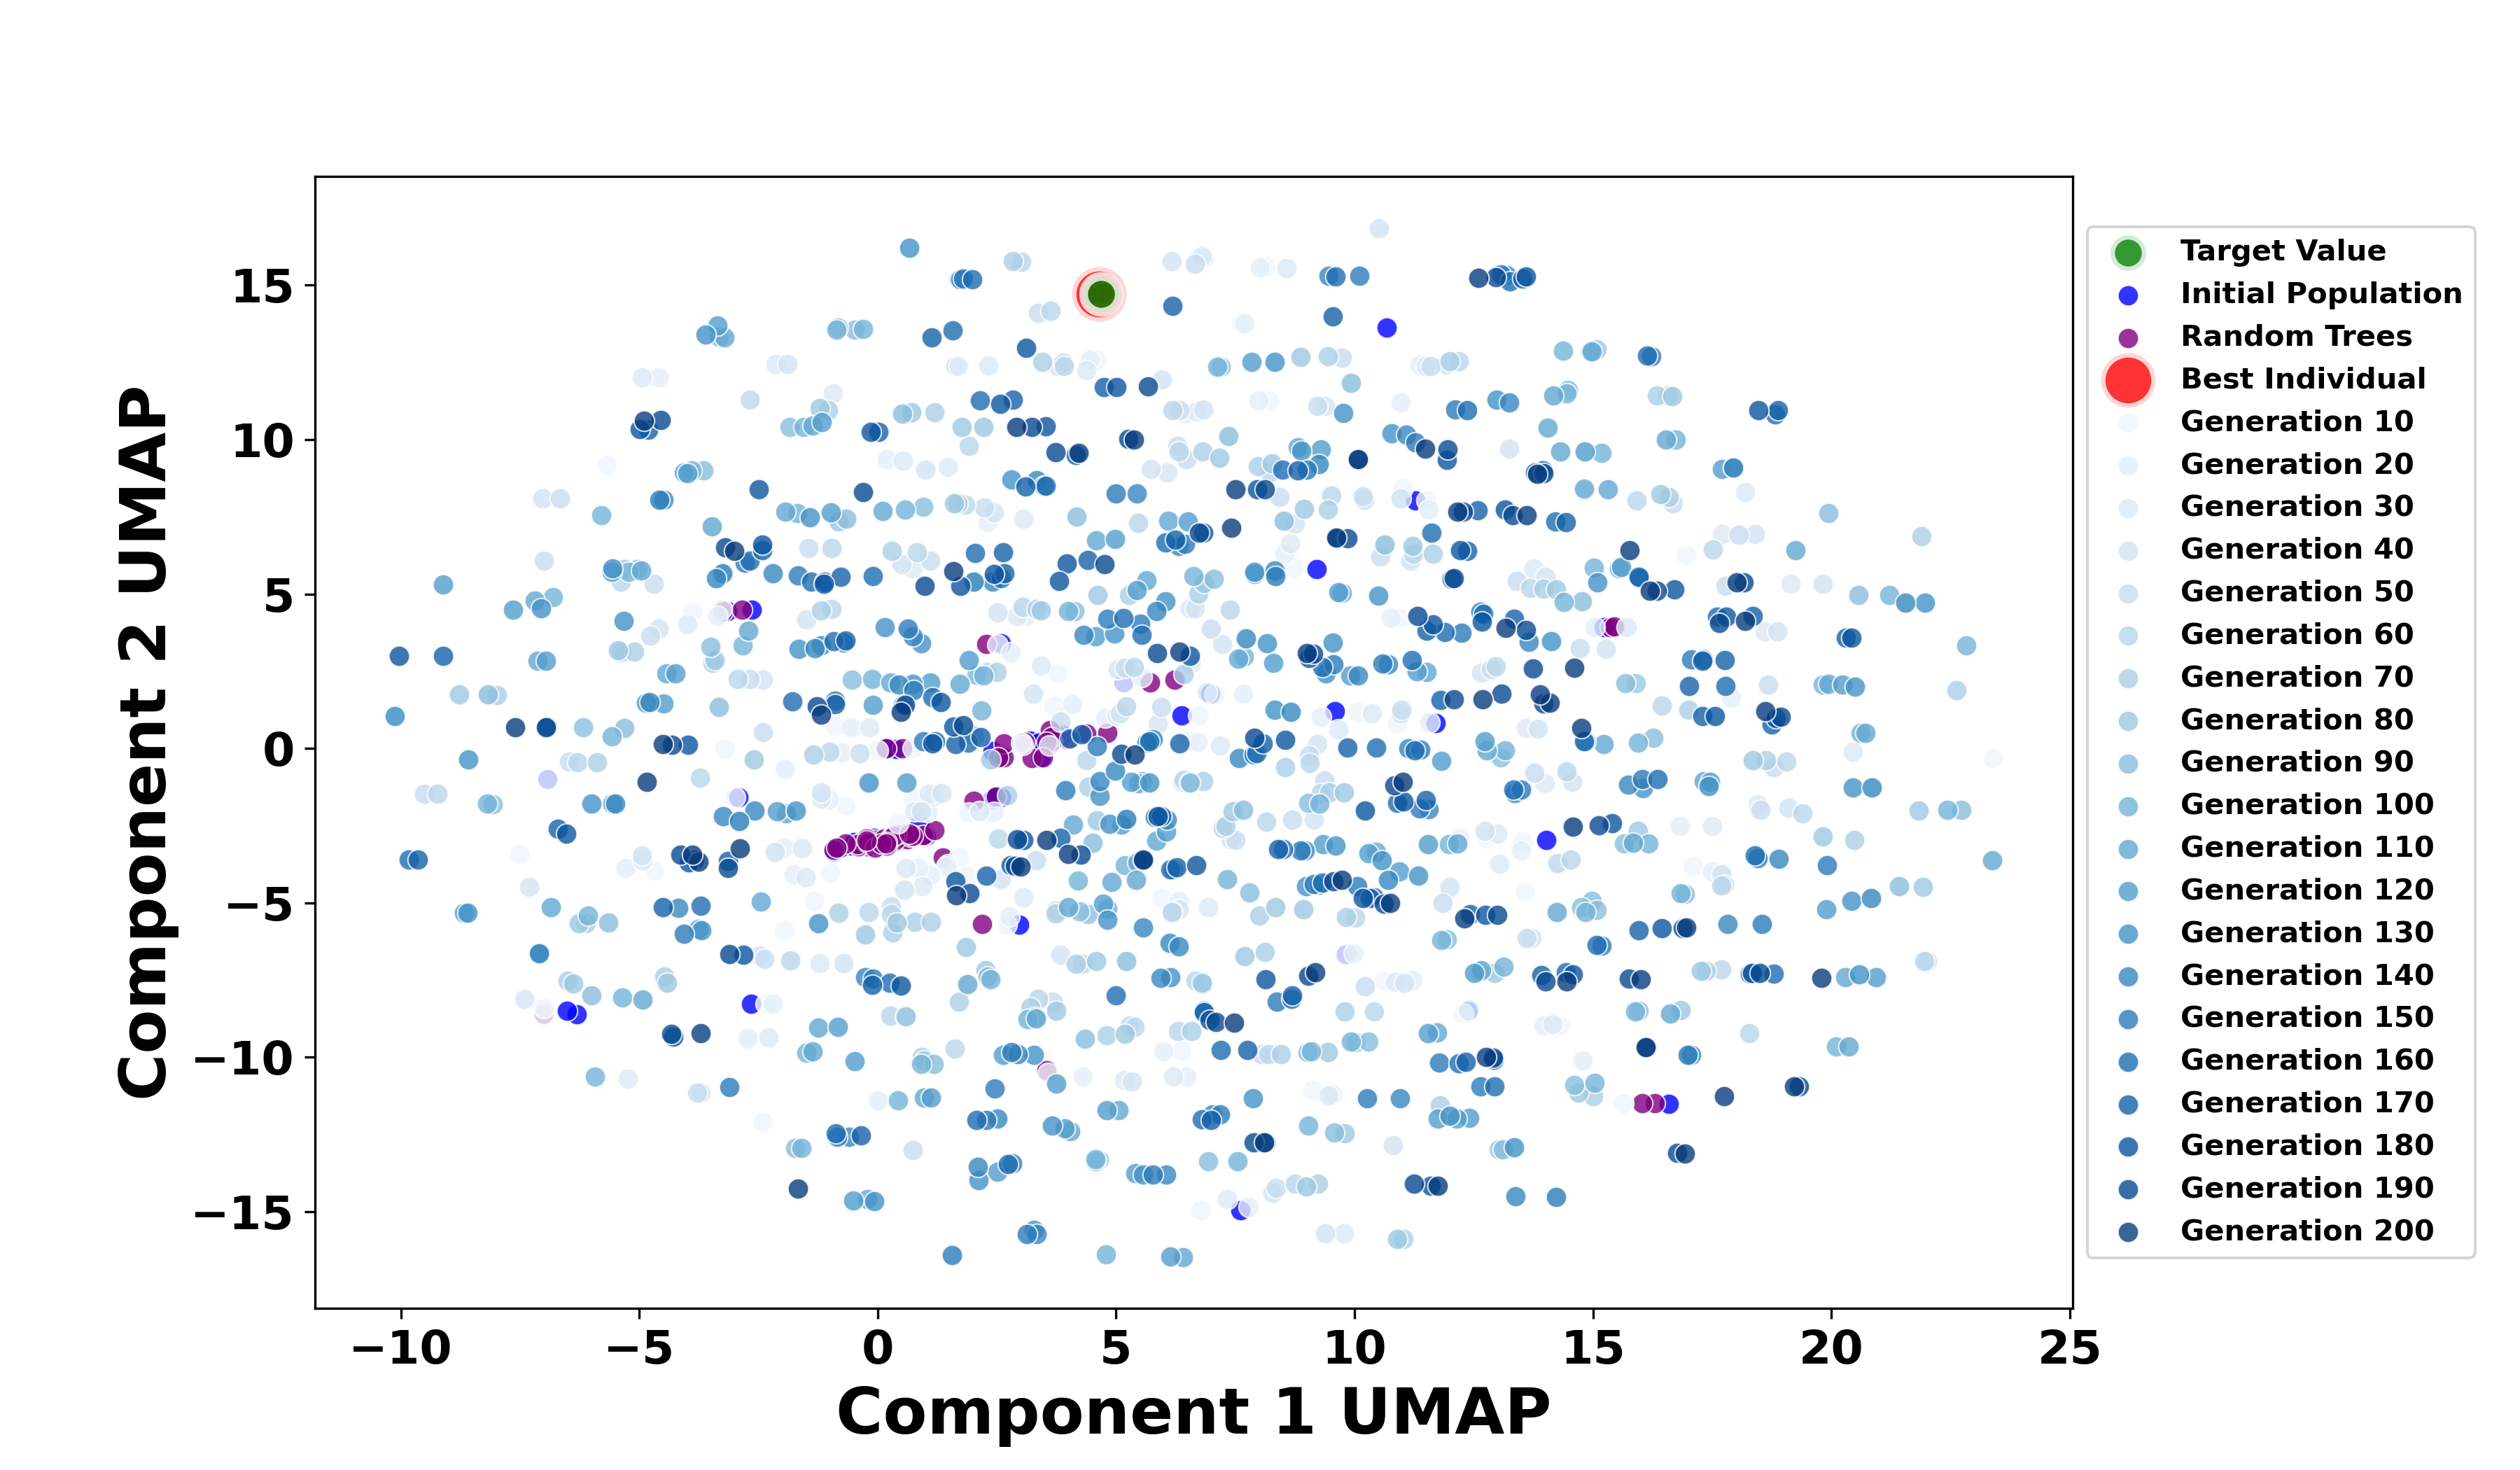 15
10
5
0
−5
−10
−15
Component 2 UMAP
−10
−5
0
5
10
15
20
25
Component 1 UMAP
Target Value
Initial Population
Random Trees
Best Individual
Generation 10
Generation 20
Generation 30
Generation 40
Generation 50
Generation 60
Generation 70
Generation 80
Generation 90
Generation 100
Generation 110
Generation 120
Generation 130
Generation 140
Generation 150
Generation 160
Generation 170
Generation 180
Generation 190
Generation 200